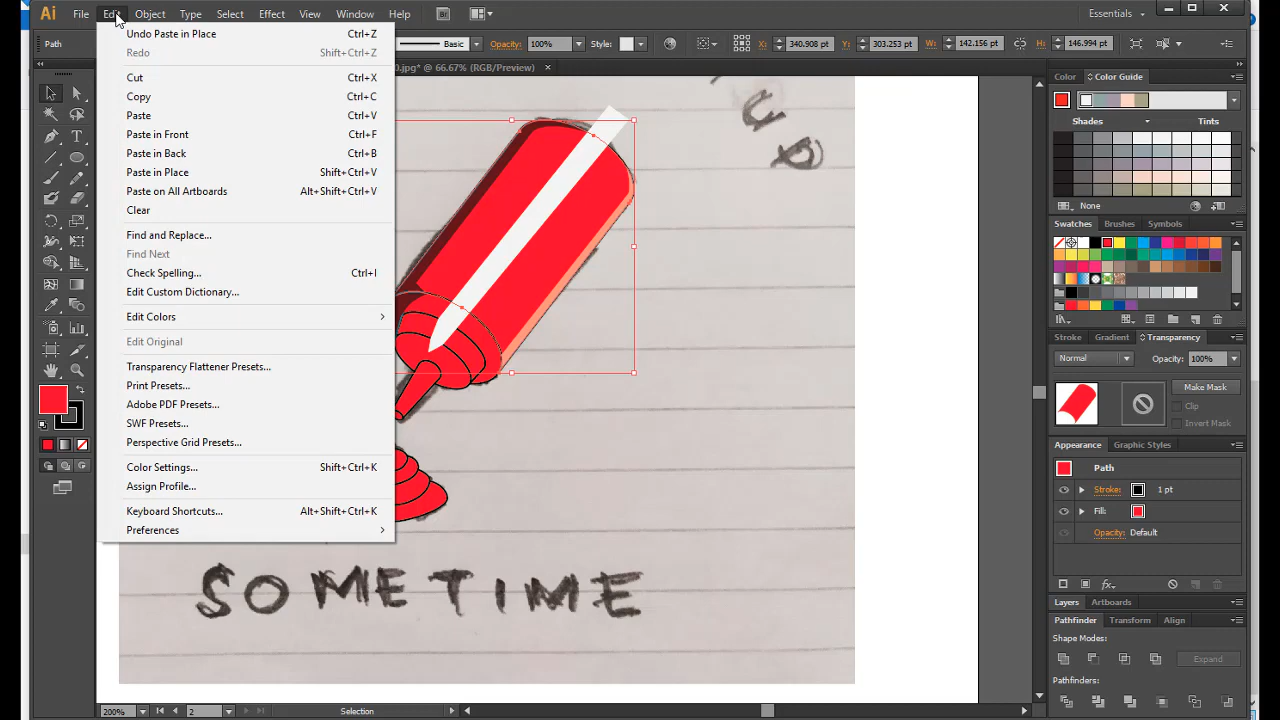 Ai File Edit Object Type Select Effect View Window Help Br Essentials
Path Basic Opacity: 100% Style: X: 340.908 pt Y: 303.253 pt W: 142.156 pt H: 146.994 pt
0.jpg* @ 66.67% (RGB/Preview)
Undo Paste in Place Ctrl+Z
Redo Shift+Ctrl+Z
Cut Ctrl+X
Copy Ctrl+C
Paste Ctrl+V
Paste in Front Ctrl+F
Paste in Back Ctrl+B
Paste in Place Shift+Ctrl+V
Paste on All Artboards Alt+Shift+Ctrl+V
Clear
Find and Replace...
Find Next
Check Spelling... Ctrl+I
Edit Custom Dictionary...
Edit Colors
Edit Original
Transparency Flattener Presets...
Print Presets...
Adobe PDF Presets...
SWF Presets...
Perspective Grid Presets...
Color Settings... Shift+Ctrl+K
Assign Profile...
Keyboard Shortcuts... Alt+Shift+Ctrl+K
Preferences
SOMETIME
Color Color Guide
Shades Tints
None
Swatches Brushes Symbols
Stroke Gradient Transparency
Normal Opacity: 100%
Make Mask
Clip
Invert Mask
Appearance Graphic Styles
Path
Stroke: 1 pt
Fill:
Opacity: Default
fx
Layers Artboards
Pathfinder Transform Align
Shape Modes:
Expand
Pathfinders:
200% 2 Selection